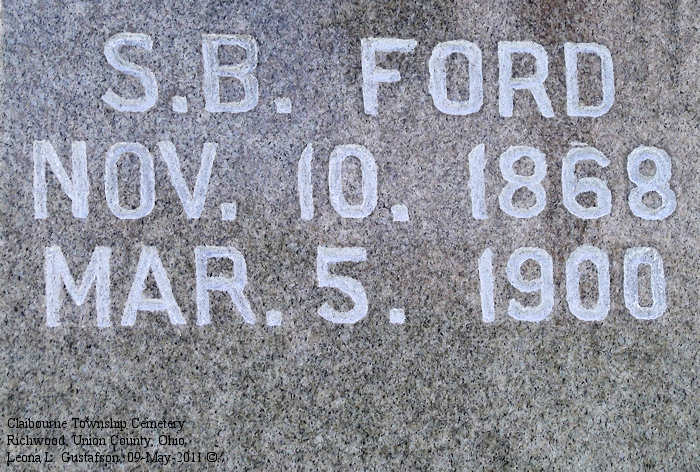 S.B. FORD
NOV. 10. 1868
MAR. 5. 1900
Claibourne Township Cemetery
Richwood, Union County, Ohio,
Leona L. Gustafson, 09-May-2011 ©